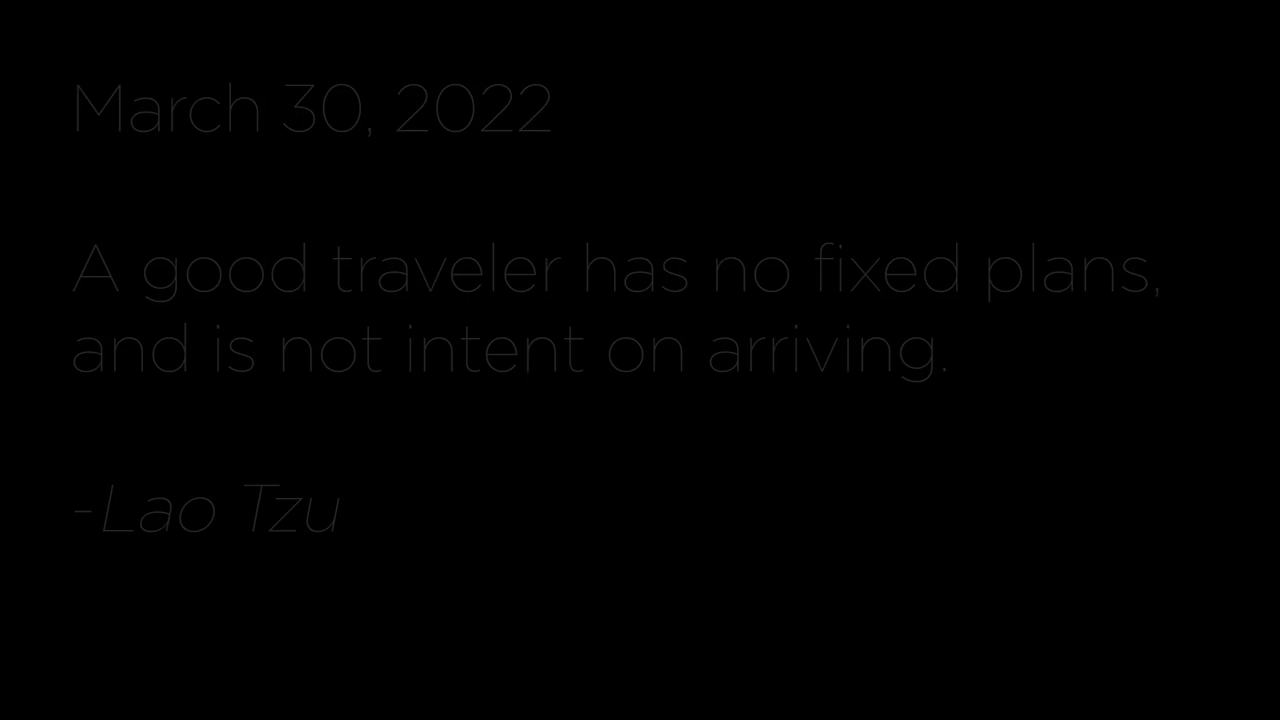 March 30, 2022
A good traveler has no fixed plans,
and is not intent on arriving.
-Lao Tzu